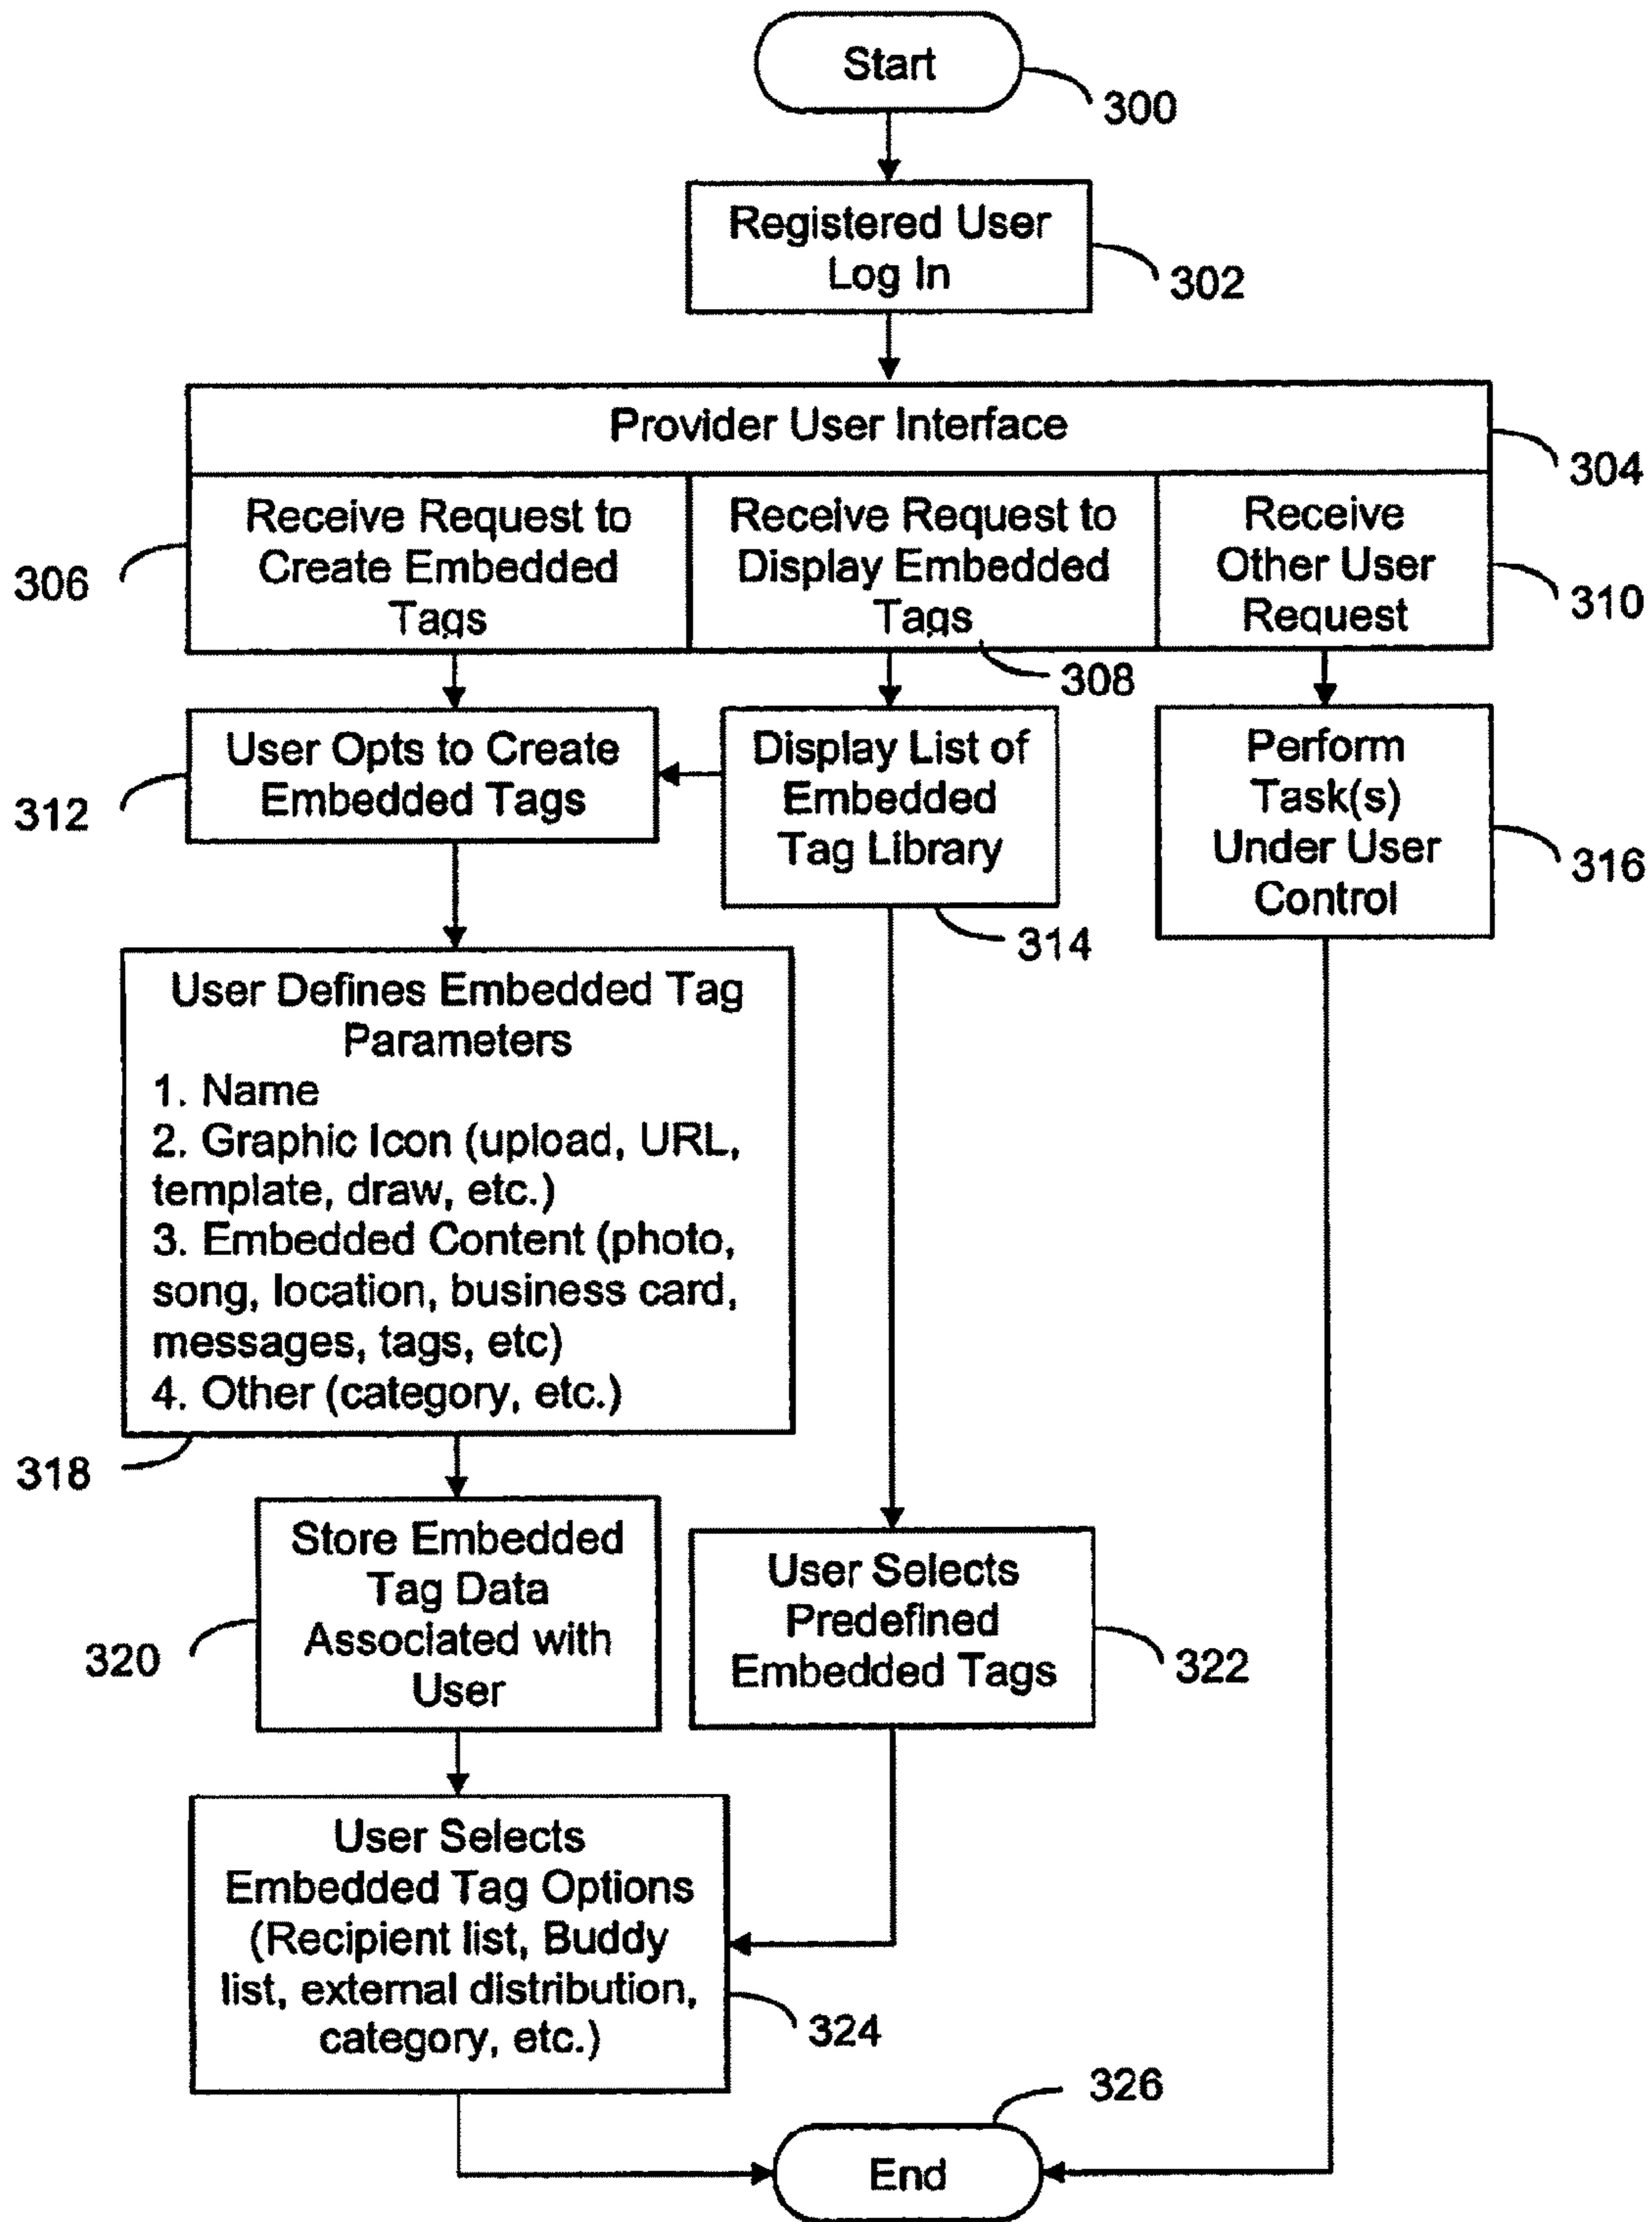 Start
300
Registered User
Log In
302
Provider User Interface
304
Receive Request to
Create Embedded
Tags
306
Receive Request to
Display Embedded
Tags
308
Receive
Other User
Request
310
User Opts to Create
Embedded Tags
312
Display List of
Embedded
Tag Library
314
Perform
Task(s)
Under User
Control
316
User Defines Embedded Tag
Parameters
1. Name
2. Graphic Icon (upload, URL,
template, draw, etc.)
3. Embedded Content (photo,
song, location, business card,
messages, tags, etc)
4. Other (category, etc.)
318
Store Embedded
Tag Data
Associated with
User
320
User Selects
Predefined
Embedded Tags
322
User Selects
Embedded Tag Options
(Recipient list, Buddy
list, external distribution,
category, etc.)
324
326
End